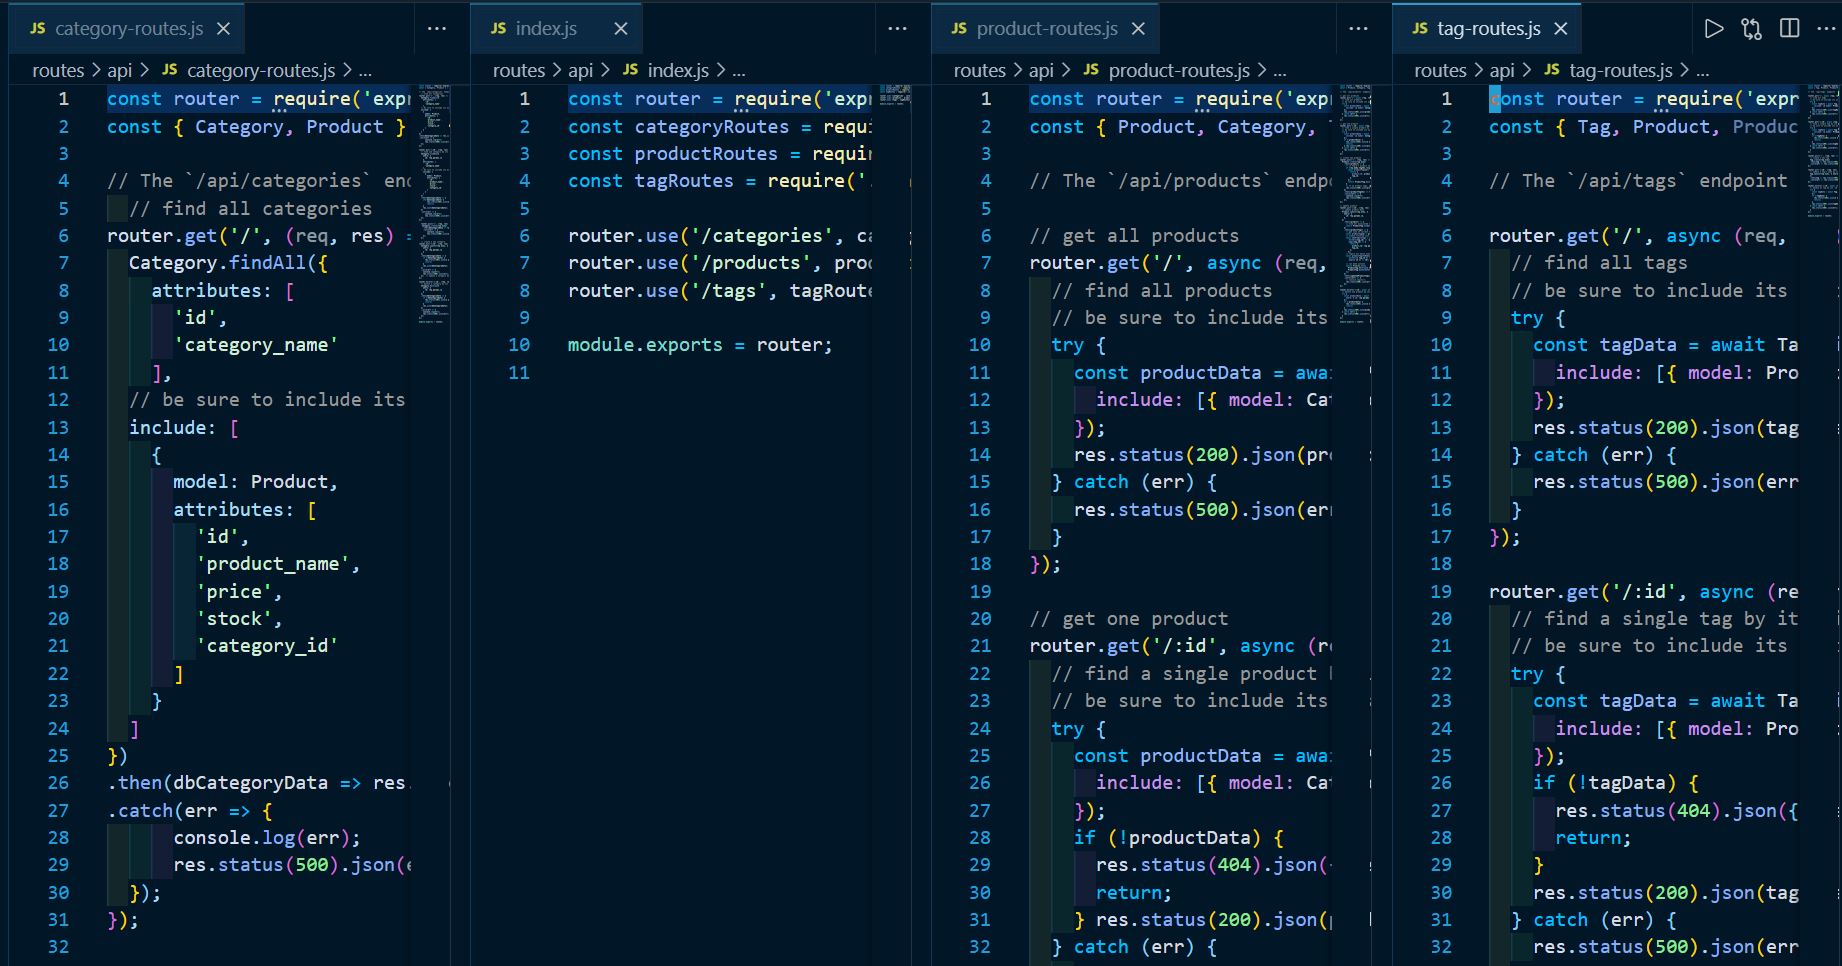 JS category-routes.js
routes > api > JS category-routes.js > ...
1 const router = require('expr
2 const { Category, Product }
3
4 // The `/api/categories` end
5 // find all categories
6 router.get('/', (req, res) =
7 Category.findAll({
8 attributes: [
9 'id',
10 'category_name'
11 ],
12 // be sure to include its
13 include: [
14 {
15 model: Product,
16 attributes: [
17 'id',
18 'product_name',
19 'price',
20 'stock',
21 'category_id'
22 ]
23 }
24 ]
25 })
26 .then(dbCategoryData => res.
27 .catch(err => {
28 console.log(err);
29 res.status(500).json(e
30 });
31 });
32
JS index.js
routes > api > JS index.js > ...
1 const router = require('expr
2 const categoryRoutes = requi
3 const productRoutes = requir
4 const tagRoutes = require('.
5
6 router.use('/categories', ca
7 router.use('/products', prod
8 router.use('/tags', tagRoute
9
10 module.exports = router;
11
JS product-routes.js
routes > api > JS product-routes.js > ...
1 const router = require('expr
2 const { Product, Category,
3
4 // The `/api/products` endpo
5
6 // get all products
7 router.get('/', async (req,
8 // find all products
9 // be sure to include its
10 try {
11 const productData = awa
12 include: [{ model: Cat
13 });
14 res.status(200).json(pr
15 } catch (err) {
16 res.status(500).json(er
17 }
18 });
19
20 // get one product
21 router.get('/:id', async (r
22 // find a single product
23 // be sure to include its
24 try {
25 const productData = awa
26 include: [{ model: Cat
27 });
28 if (!productData) {
29 res.status(404).json(
30 return;
31 } res.status(200).json(p
32 } catch (err) {
JS tag-routes.js
routes > api > JS tag-routes.js > ...
1 const router = require('expr
2 const { Tag, Product, Produc
3
4 // The `/api/tags` endpoint
5
6 router.get('/', async (req,
7 // find all tags
8 // be sure to include its
9 try {
10 const tagData = await Ta
11 include: [{ model: Pro
12 });
13 res.status(200).json(tag
14 } catch (err) {
15 res.status(500).json(err
16 }
17 });
18
19 router.get('/:id', async (re
20 // find a single tag by it
21 // be sure to include its
22 try {
23 const tagData = await Ta
24 include: [{ model: Pro
25 });
26 if (!tagData) {
27 res.status(404).json({
28 return;
29 }
30 res.status(200).json(tag
31 } catch (err) {
32 res.status(500).json(err